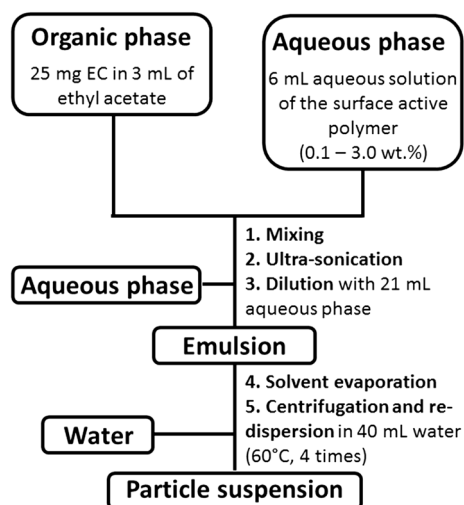 Organic phase
25 mg EC in 3 mL of
ethyl acetate
Aqueous phase
6 mL aqueous solution
of the surface active
polymer
(0.1 – 3.0 wt.%)
1. Mixing
2. Ultra-sonication
3. Dilution with 21 mL
aqueous phase
Aqueous phase
Emulsion
4. Solvent evaporation
5. Centrifugation and re-
dispersion in 40 mL water
(60°C, 4 times)
Water
Particle suspension